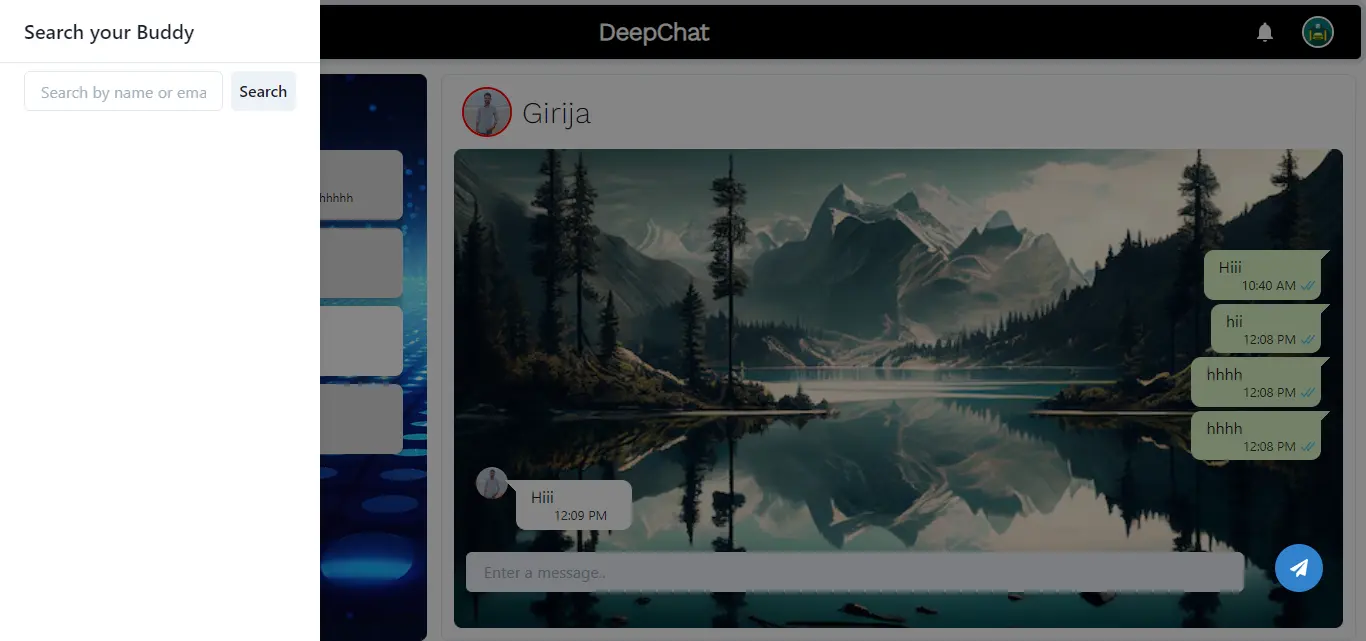 Search your Buddy
Search by name or ema
Search
DeepChat
Girija
hhhhh
Hiii
10:40 AM
hii
12:08 PM
hhhh
12:08 PM
hhhh
12:08 PM
Hiii
12:09 PM
Enter a message..